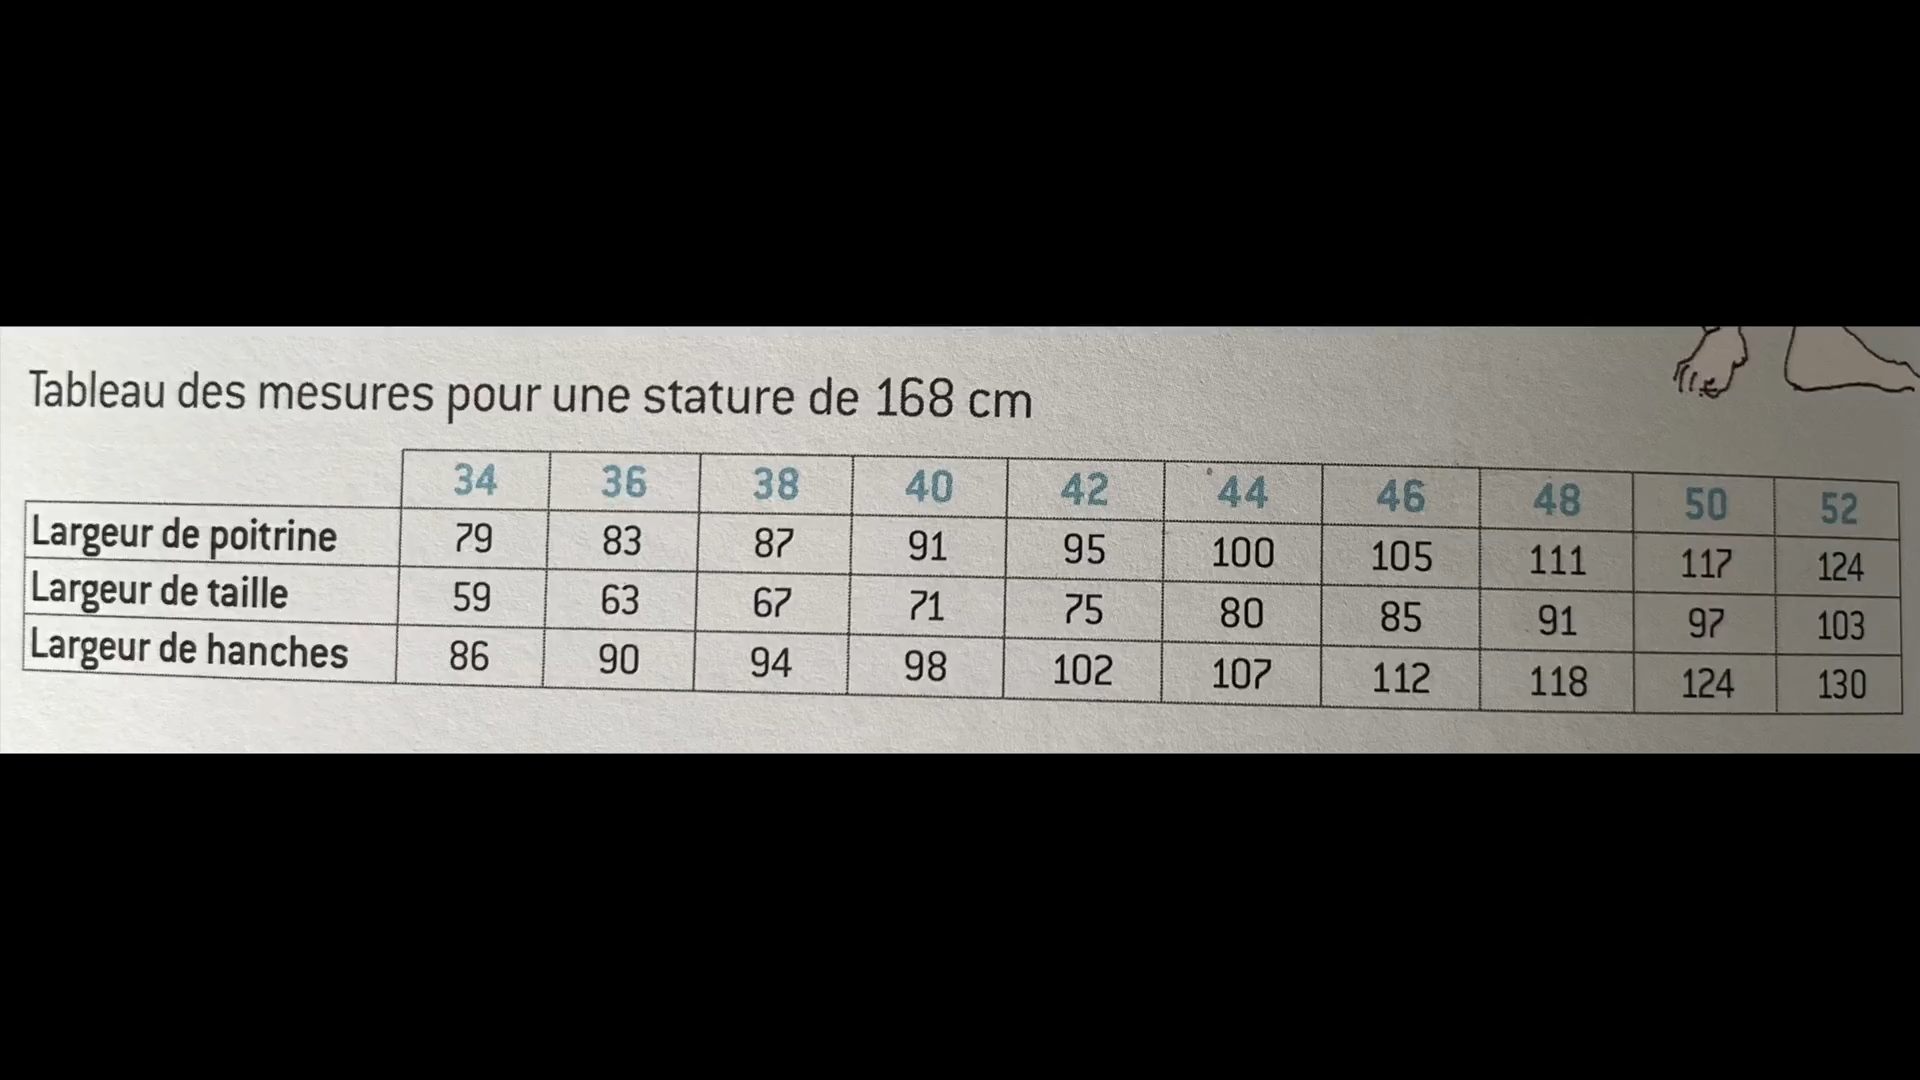 Tableau des mesures pour une stature de 168 cm
34 36 38 40 42 44 46 48 50 52
Largeur de poitrine 79 83 87 91 95 100 105 111 117 124
Largeur de taille 59 63 67 71 75 80 85 91 97 103
Largeur de hanches 86 90 94 98 102 107 112 118 124 130